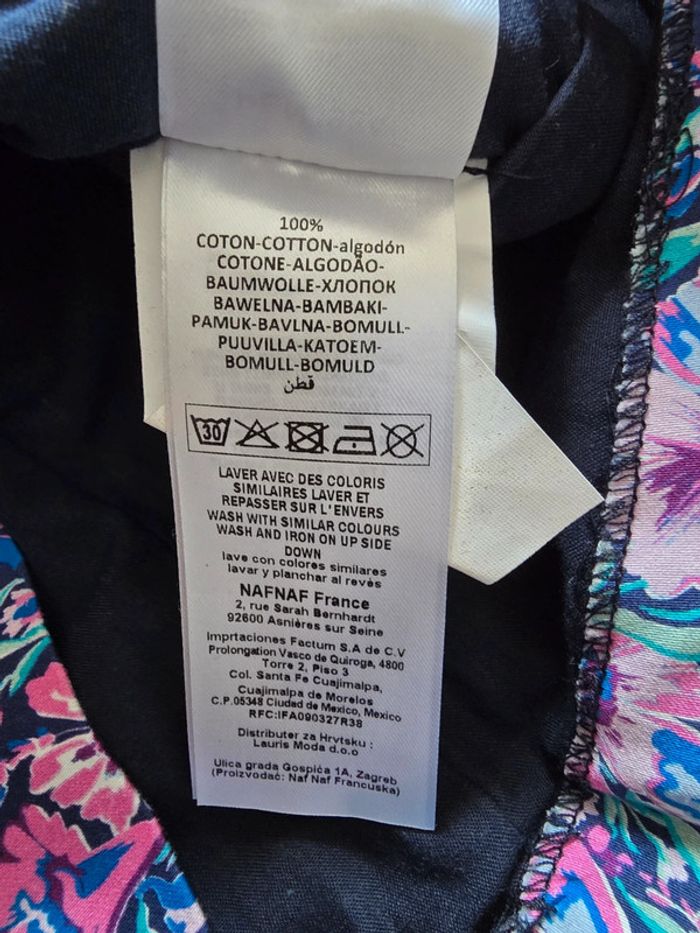 100%
COTON-COTTON-algodón
COTONE-ALGODÃO-
BAUMWOLLE-ХЛОПОК
BAWELNA-BAMBAKI-
PAMUK-BAVLNA-BOMULL-
PUUVILLA-KATOEM-
BOMULL-BOMULD
قطن
30
LAVER AVEC DES COLORIS
SIMILAIRES LAVER ET
REPASSER SUR L'ENVERS
WASH WITH SIMILAR COLOURS
WASH AND IRON ON UP SIDE
DOWN
lave con colores similares
lavar y planchar al revés
NAFNAF France
2, rue Sarah Bernhardt
92600 Asnières sur Seine
Imprtaciones Factum S.A de C.V
Prolongation Vasco de Quiroga, 4800
Torre 2, Piso 3
Col. Santa Fe Cuajimalpa,
Cuajimalpa de Morelos
C.P.05348 Ciudad de Mexico, Mexico
RFC:IFA090327R38
Distributer za Hrvtsku :
Lauris Moda d.o.o
Ulica grada Gospića 1A, Zagreb
(Proizvodać: Naf Naf Francuska)